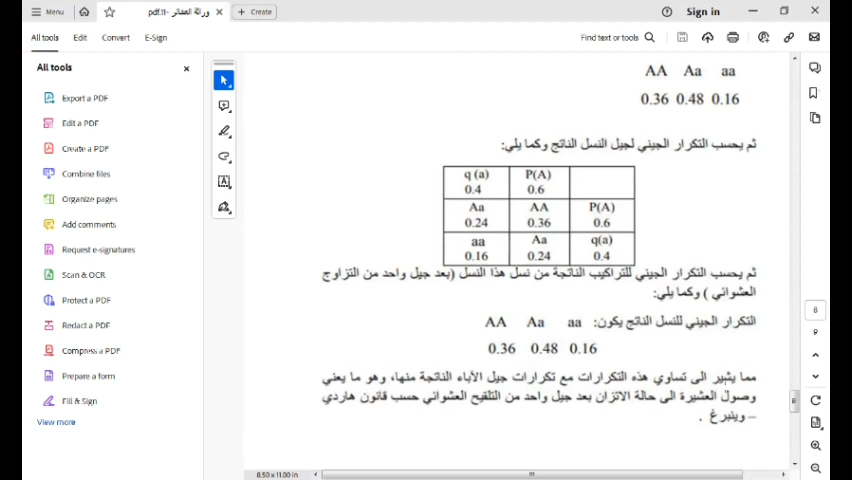 Menu
وراثة العشائر -11.pdf
Create
Sign in
All tools
Edit
Convert
E-Sign
Find text or tools
All tools
Export a PDF
Edit a PDF
Create a PDF
Combine files
Organize pages
Add comments
Request e-signatures
Scan & OCR
Protect a PDF
Redact a PDF
Compress a PDF
Prepare a form
Fill & Sign
View more
AA Aa aa
0.36 0.48 0.16
ثم يحسب التكرار الجيني لجيل النسل الناتج وكما يلي:
q (a) P(A)
0.4 0.6
Aa AA P(A)
0.24 0.36 0.6
aa Aa q(a)
0.16 0.24 0.4
ثم يحسب التكرار الجيني للتراكيب الناتجة من نسل هذا النسل (بعد جيل واحد من التزاوج
العشوائي ) وكما يلي:
التكرار الجيني للنسل الناتج يكون: AA Aa aa
0.36 0.48 0.16
مما يشير الى تساوي هذه التكرارات مع تكرارات جيل الآباء الناتجة منها، وهو ما يعني
وصول العشيرة الى حالة الاتزان بعد جيل واحد من التلقيح العشوائي حسب قانون هاردي
– وينبرغ .
8
9
8.50 x 11.00 in